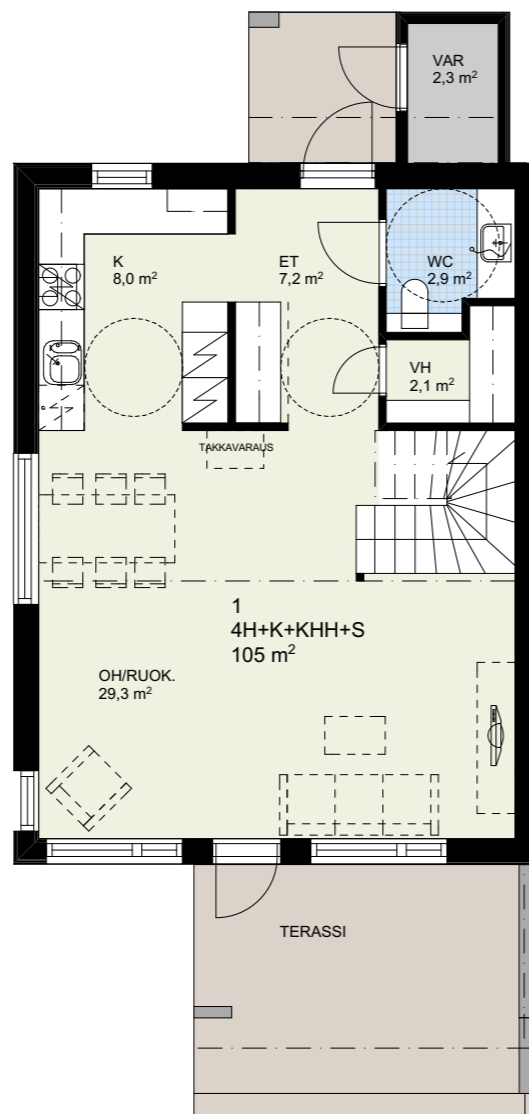 VAR
2,3 m²
K
8,0 m²
ET
7,2 m²
WC
2,9 m²
VH
2,1 m²
TAKKAVARAUS
1
4H+K+KHH+S
105 m²
OH/RUOK.
29,3 m²
TERASSI